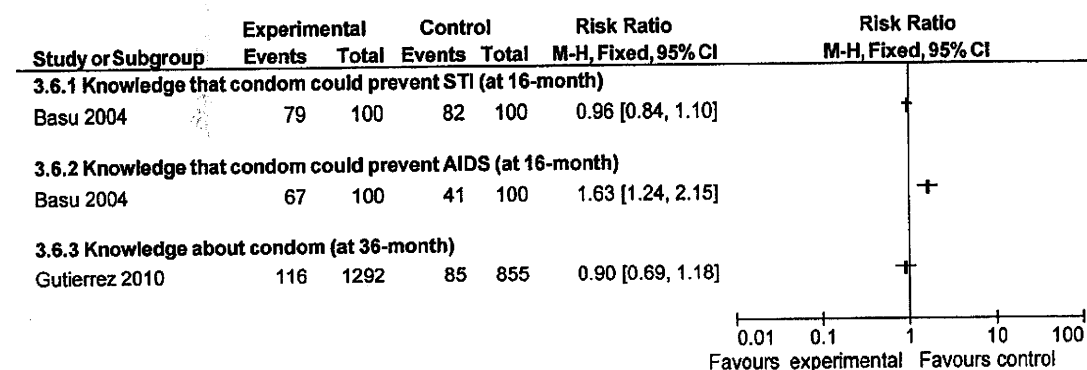 Experimental Control Risk Ratio Risk Ratio
Study or Subgroup Events Total Events Total M-H, Fixed, 95% CI M-H, Fixed, 95% CI
3.6.1 Knowledge that condom could prevent STI (at 16-month)
Basu 2004 79 100 82 100 0.96 [0.84, 1.10]
3.6.2 Knowledge that condom could prevent AIDS (at 16-month)
Basu 2004 67 100 41 100 1.63 [1.24, 2.15]
3.6.3 Knowledge about condom (at 36-month)
Gutierrez 2010 116 1292 85 855 0.90 [0.69, 1.18]
0.01 0.1 1 10 100
Favours experimental Favours control